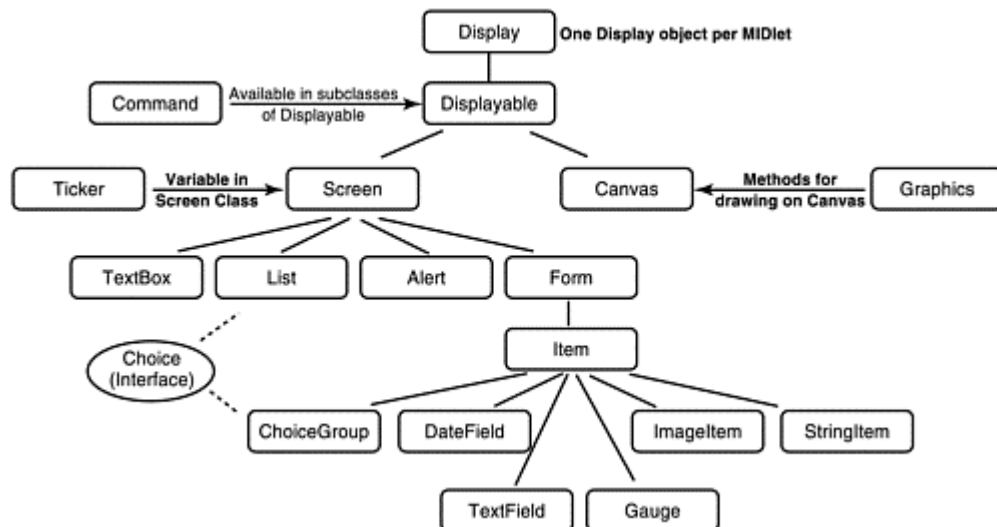 Display
One Display object per MIDlet
Command
Available in subclasses
of Displayable
Displayable
Ticker
Variable in
Screen Class
Screen
Canvas
Methods for
drawing on Canvas
Graphics
TextBox
List
Alert
Form
Choice
(Interface)
Item
ChoiceGroup
DateField
ImageItem
StringItem
TextField
Gauge